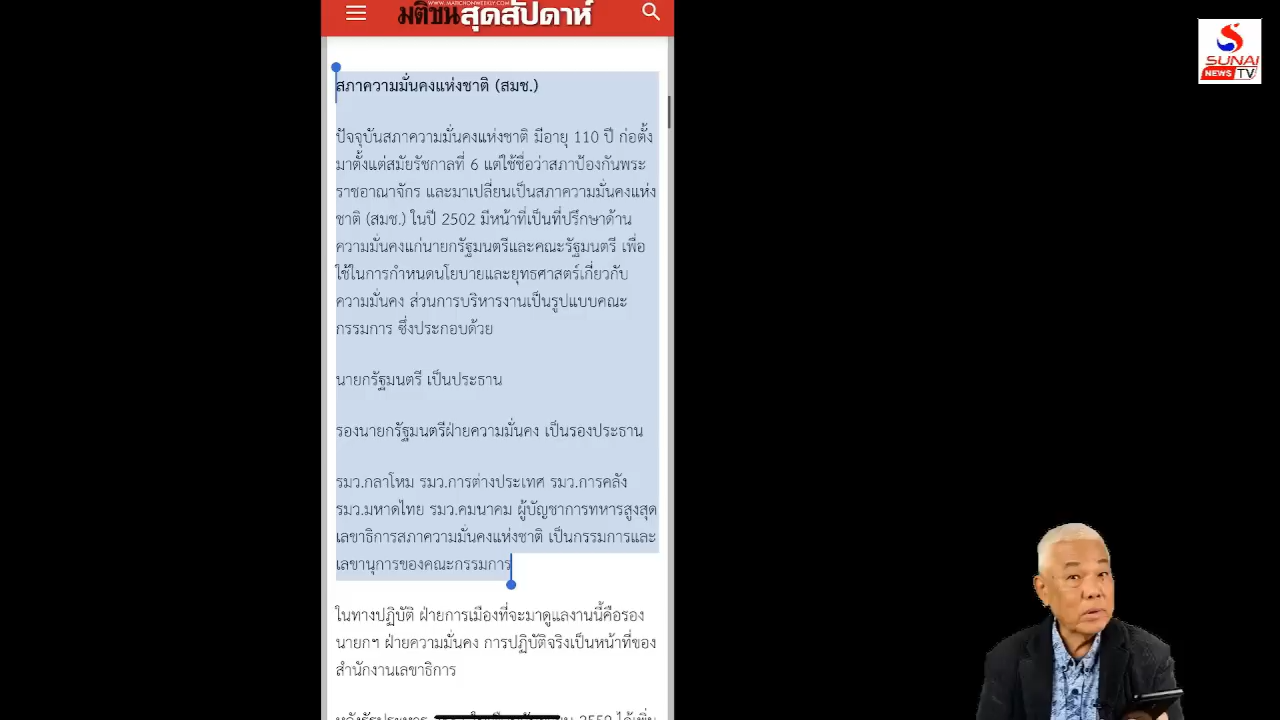 WWW.MATICHONWEEKLY.COM
มติชนสุดสัปดาห์
SUNAI
NEWS TV
สภาความมั่นคงแห่งชาติ (สมช.)
ปัจจุบันสภาความมั่นคงแห่งชาติ มีอายุ 110 ปี ก่อตั้ง
มาตั้งแต่สมัยรัชกาลที่ 6 แต่ใช้ชื่อว่าสภาป้องกันพระ
ราชอาณาจักร และมาเปลี่ยนเป็นสภาความมั่นคงแห่ง
ชาติ (สมช.) ในปี 2502 มีหน้าที่เป็นที่ปรึกษาด้าน
ความมั่นคงแก่นายกรัฐมนตรีและคณะรัฐมนตรี เพื่อ
ใช้ในการกำหนดนโยบายและยุทธศาสตร์เกี่ยวกับ
ความมั่นคง ส่วนการบริหารงานเป็นรูปแบบคณะ
กรรมการ ซึ่งประกอบด้วย
นายกรัฐมนตรี เป็นประธาน
รองนายกรัฐมนตรีฝ่ายความมั่นคง เป็นรองประธาน
รมว.กลาโหม รมว.การต่างประเทศ รมว.การคลัง
รมว.มหาดไทย รมว.คมนาคม ผู้บัญชาการทหารสูงสุด
เลขาธิการสภาความมั่นคงแห่งชาติ เป็นกรรมการและ
เลขานุการของคณะกรรมการ
ในทางปฏิบัติ ฝ่ายการเมืองที่จะมาดูแลงานนี้คือรอง
นายกฯ ฝ่ายความมั่นคง การปฏิบัติจริงเป็นหน้าที่ของ
สำนักงานเลขาธิการ
หลังรัฐประหาร 2559 ได้เพิ่ม